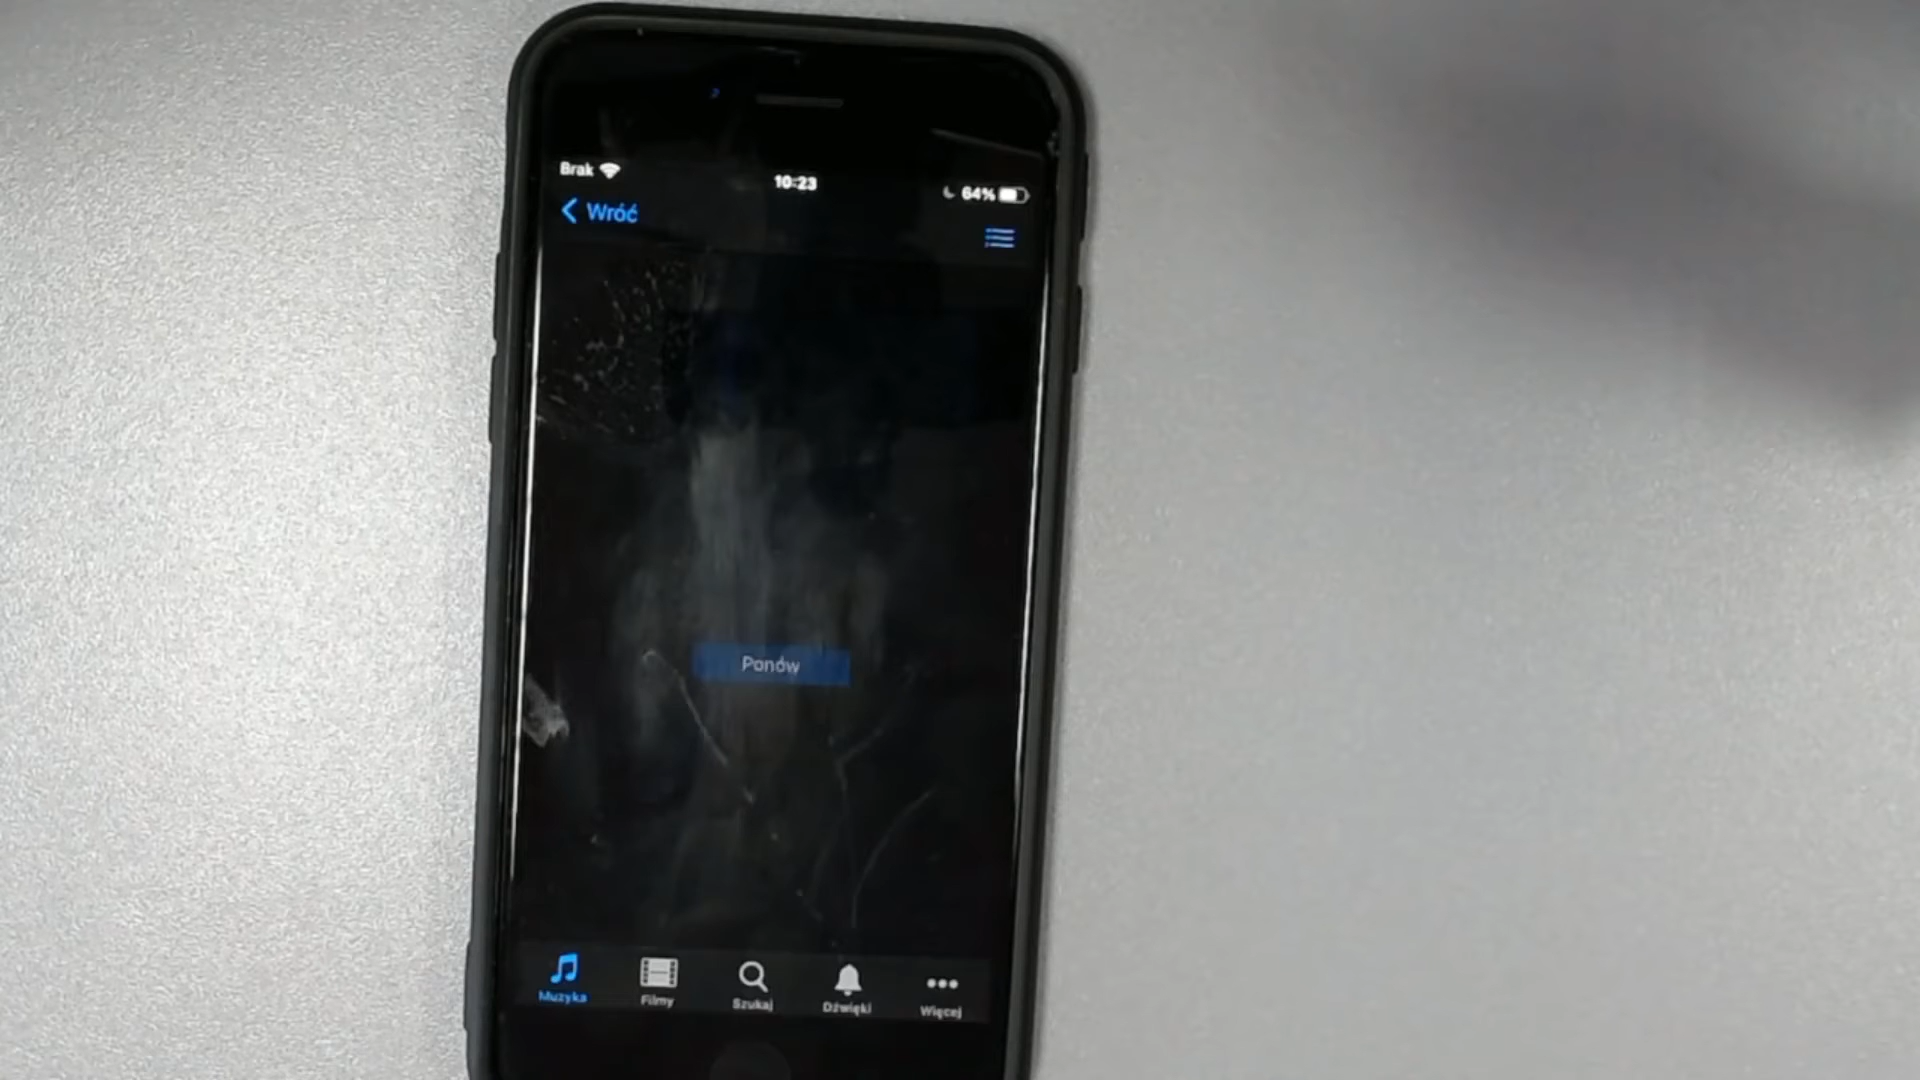 Brak
10:23
64%
Wróć
Ponów
Muzyka
Filmy
Szukaj
Dźwięki
Więcej